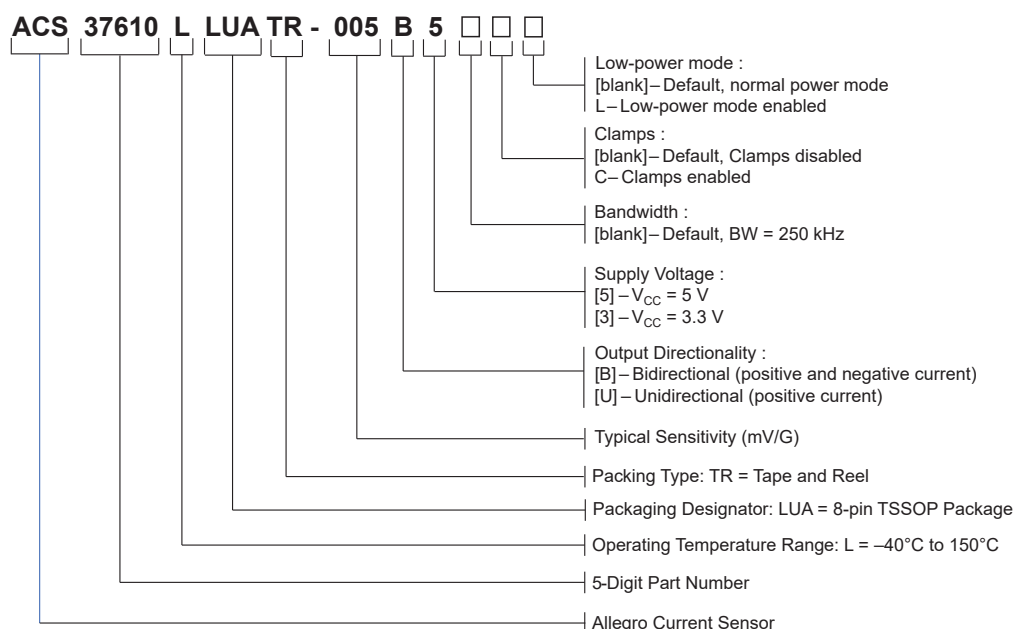 ACS 37610 L LUA TR - 005 B 5 □ □ □
Low-power mode :
[blank] – Default, normal power mode
L – Low-power mode enabled
Clamps :
[blank] – Default, Clamps disabled
C – Clamps enabled
Bandwidth :
[blank] – Default, BW = 250 kHz
Supply Voltage :
[5] – VCC = 5 V
[3] – VCC = 3.3 V
Output Directionality :
[B] – Bidirectional (positive and negative current)
[U] – Unidirectional (positive current)
Typical Sensitivity (mV/G)
Packing Type: TR = Tape and Reel
Packaging Designator: LUA = 8-pin TSSOP Package
Operating Temperature Range: L = –40°C to 150°C
5-Digit Part Number
Allegro Current Sensor